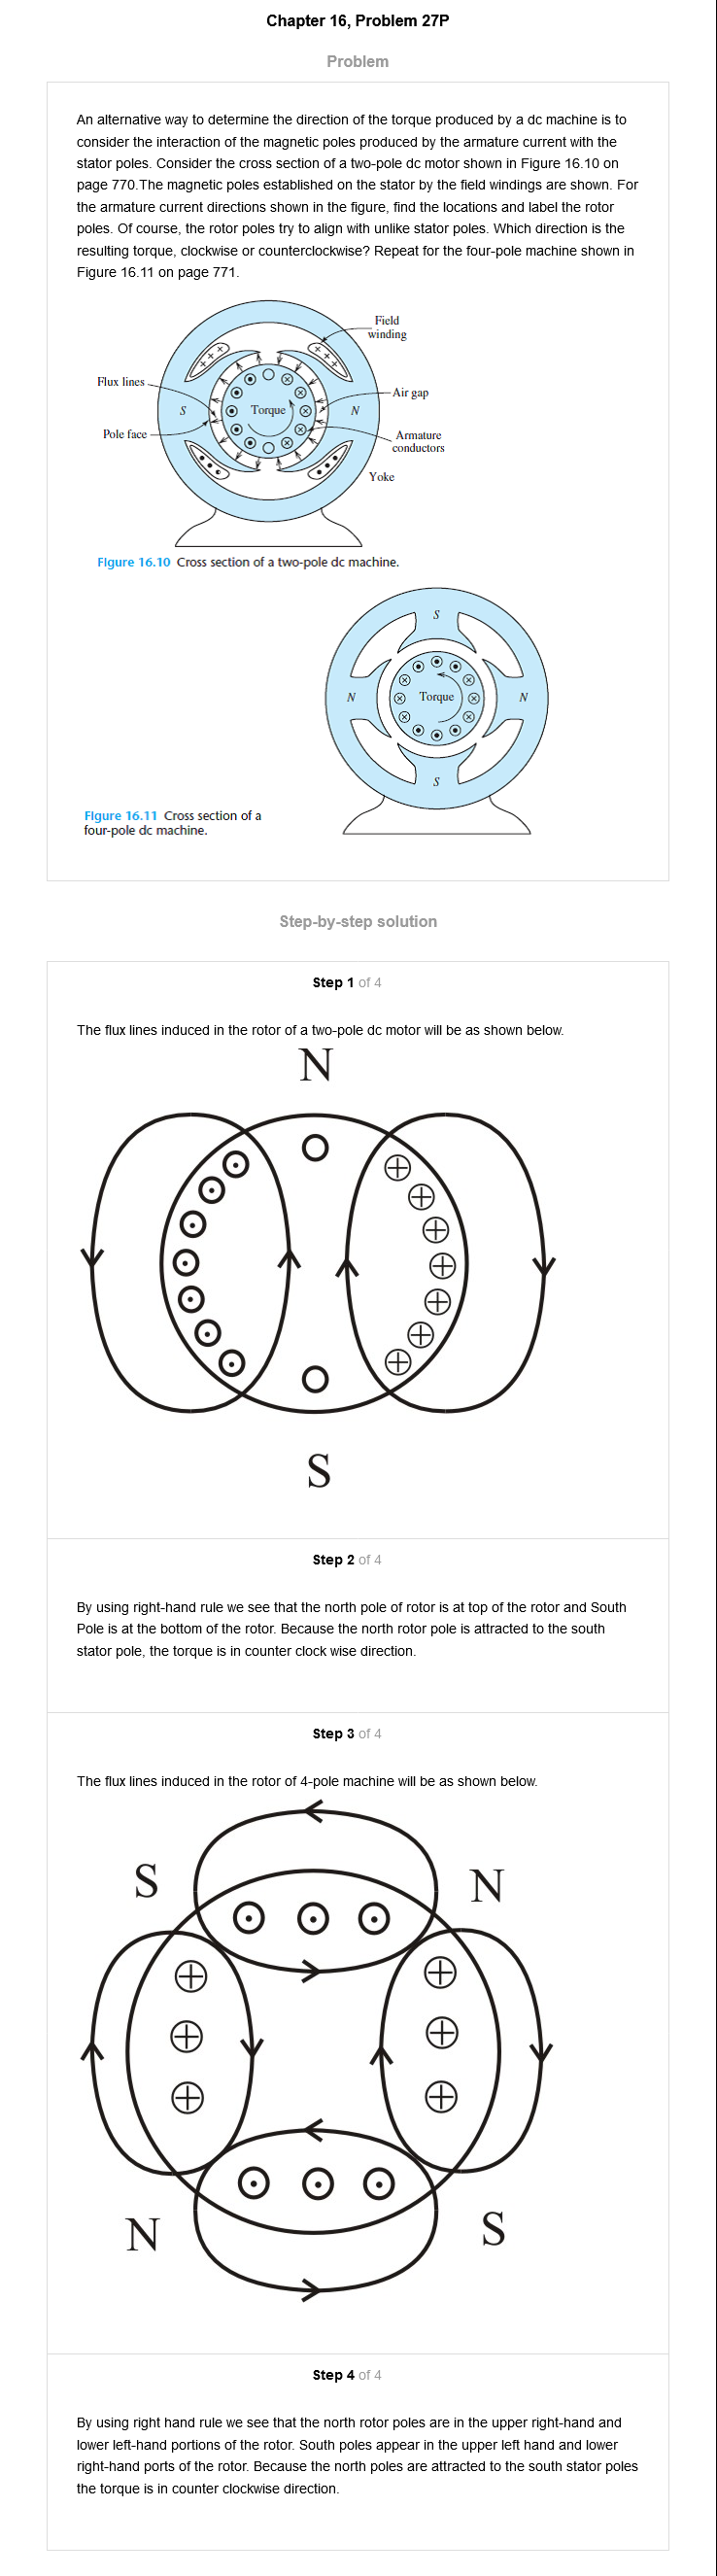 Chapter 16, Problem 27P
Problem
An alternative way to determine the direction of the torque produced by a dc machine is to
consider the interaction of the magnetic poles produced by the armature current with the
stator poles. Consider the cross section of a two-pole dc motor shown in Figure 16.10 on
page 770.The magnetic poles established on the stator by the field windings are shown. For
the armature current directions shown in the figure, find the locations and label the rotor
poles. Of course, the rotor poles try to align with unlike stator poles. Which direction is the
resulting torque, clockwise or counterclockwise? Repeat for the four-pole machine shown in
Figure 16.11 on page 771.
Field
winding
Flux lines
Air gap
S
Torque
N
Pole face
Armature
conductors
Yoke
Figure 16.10 Cross section of a two-pole dc machine.
S
N
Torque
N
S
Figure 16.11 Cross section of a
four-pole dc machine.
Step-by-step solution
Step 1 of 4
The flux lines induced in the rotor of a two-pole dc motor will be as shown below.
N
S
Step 2 of 4
By using right-hand rule we see that the north pole of rotor is at top of the rotor and South
Pole is at the bottom of the rotor. Because the north rotor pole is attracted to the south
stator pole, the torque is in counter clock wise direction.
Step 3 of 4
The flux lines induced in the rotor of 4-pole machine will be as shown below.
S
N
N
S
Step 4 of 4
By using right hand rule we see that the north rotor poles are in the upper right-hand and
lower left-hand portions of the rotor. South poles appear in the upper left hand and lower
right-hand ports of the rotor. Because the north poles are attracted to the south stator poles
the torque is in counter clockwise direction.